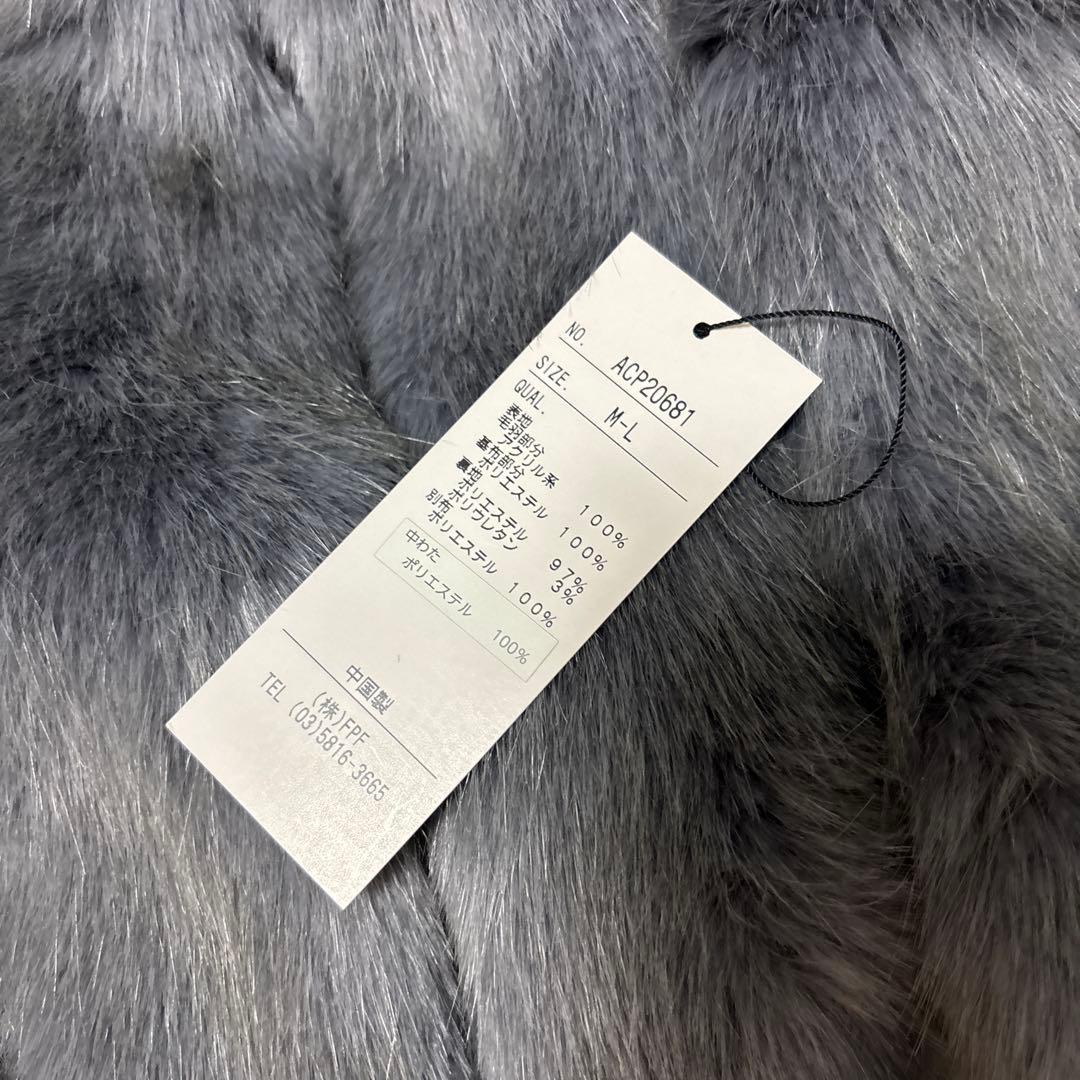 NO. ACP20681
SIZE. M-L
QUAL.
表地
毛羽部分
アクリル系 100%
基布部分
ポリエステル 100%
裏地
ポリエステル 97%
ポリウレタン 3%
別布
ポリエステル 100%
中わた
ポリエステル 100%
中国製
(株)FPF
TEL (03)5816-3665